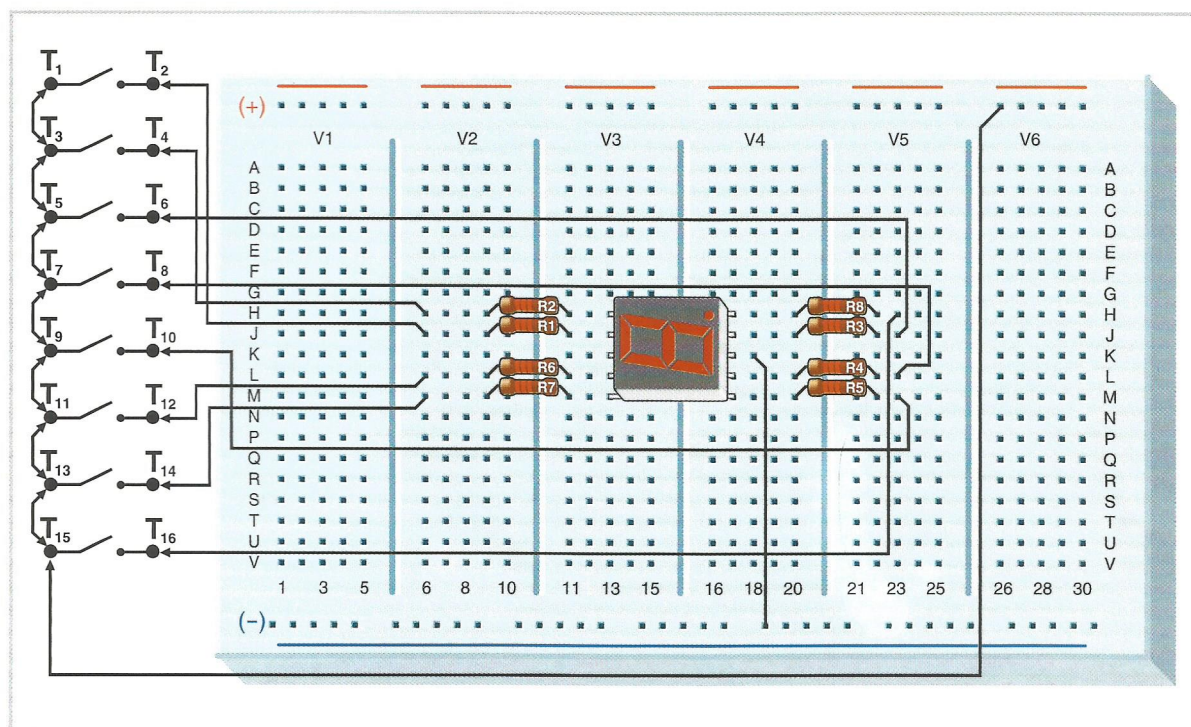 T1 T2
(+)
V1 V2 V3 V4 V5 V6
T3 T4
A A
B B
T5 T6
C C
D D
E E
T7 T8
F F
G G
H R2 R8 H
J R1 R3 J
T9 T10
K K
L R6 R4 L
M R7 R5 M
T11 T12
N N
P P
Q Q
T13 T14
R R
S S
T T
T15 T16
U U
V V
1 3 5 6 8 10 11 13 15 16 18 20 21 23 25 26 28 30
(−)